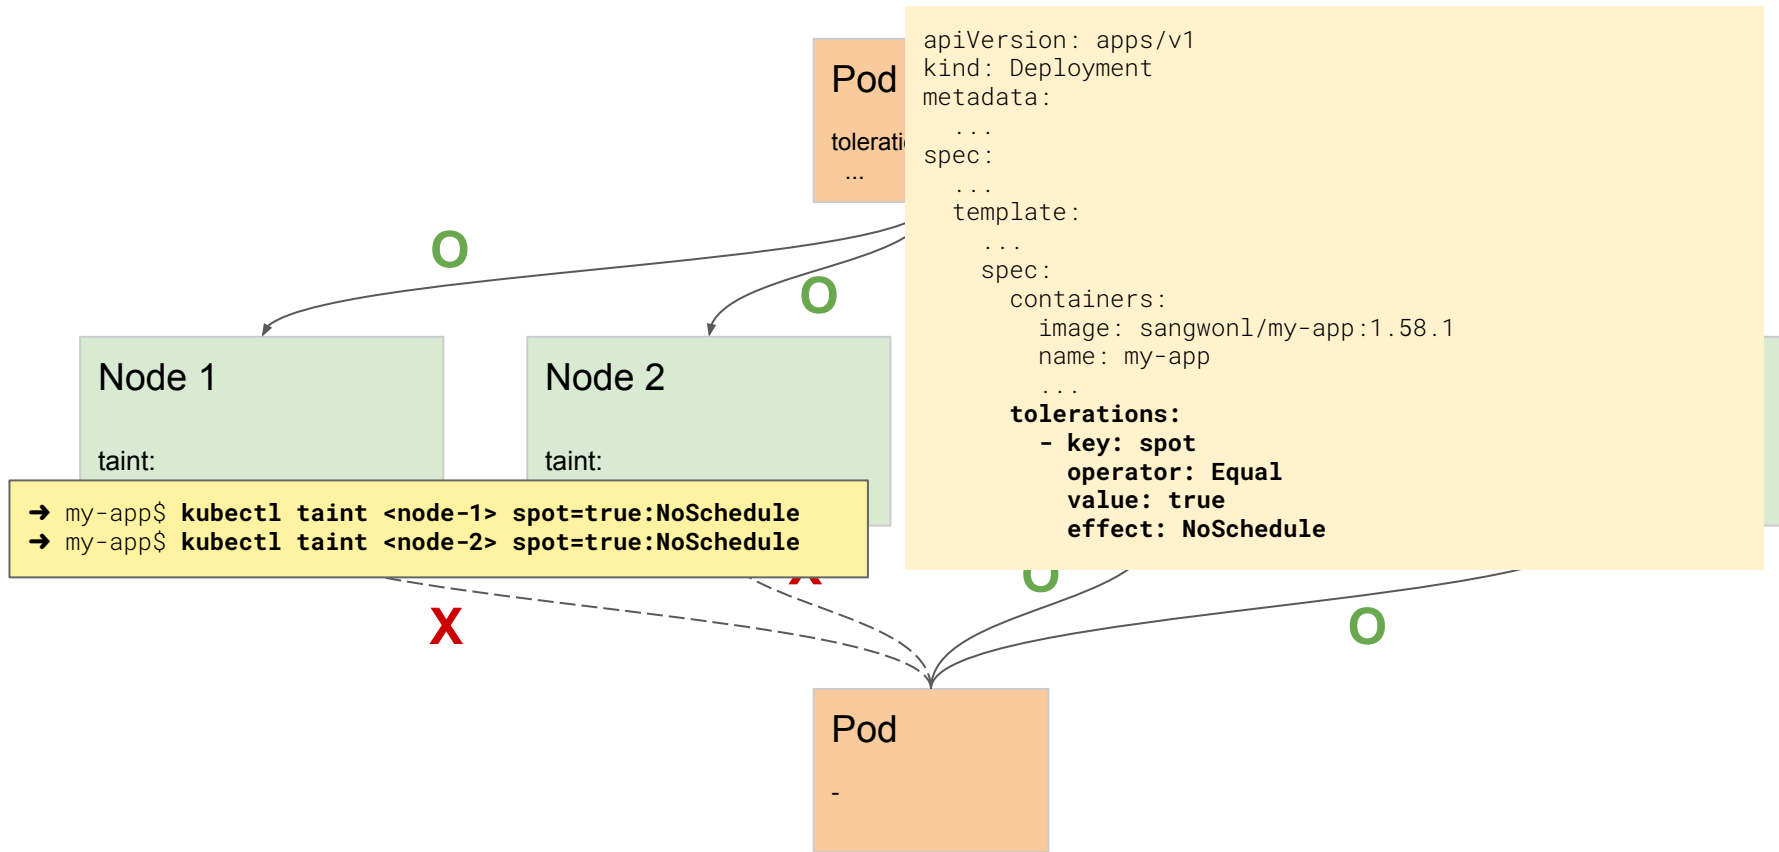 Pod
tolerati
...
apiVersion: apps/v1
kind: Deployment
metadata:
  ...
spec:
  ...
  template:
    ...
    spec:
      containers:
        image: sangwonl/my-app:1.58.1
        name: my-app
        ...
      tolerations:
        - key: spot
          operator: Equal
          value: true
          effect: NoSchedule
O
O
Node 1
taint:
Node 2
taint:
➜ my-app$ kubectl taint <node-1> spot=true:NoSchedule
➜ my-app$ kubectl taint <node-2> spot=true:NoSchedule
X
X
O
O
Pod
-